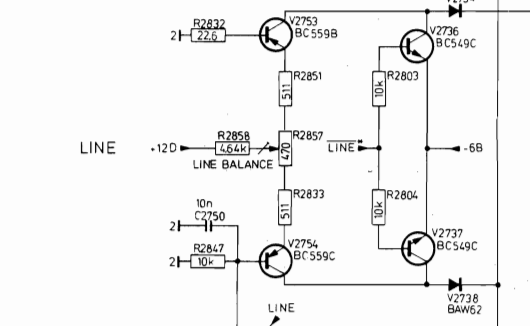 V2753
BC559B
R2832
2 22,6
V2736
BC549C
R2851
511
R2803
10k
LINE
+12D
R2858
4,64k
R2857
470
LINE BALANCE
LINE"
-6B
R2833
511
R2804
10k
10n
C2750
2
R2847
2 10k
V2754
BC559C
V2737
BC549C
V2738
BAW62
LINE